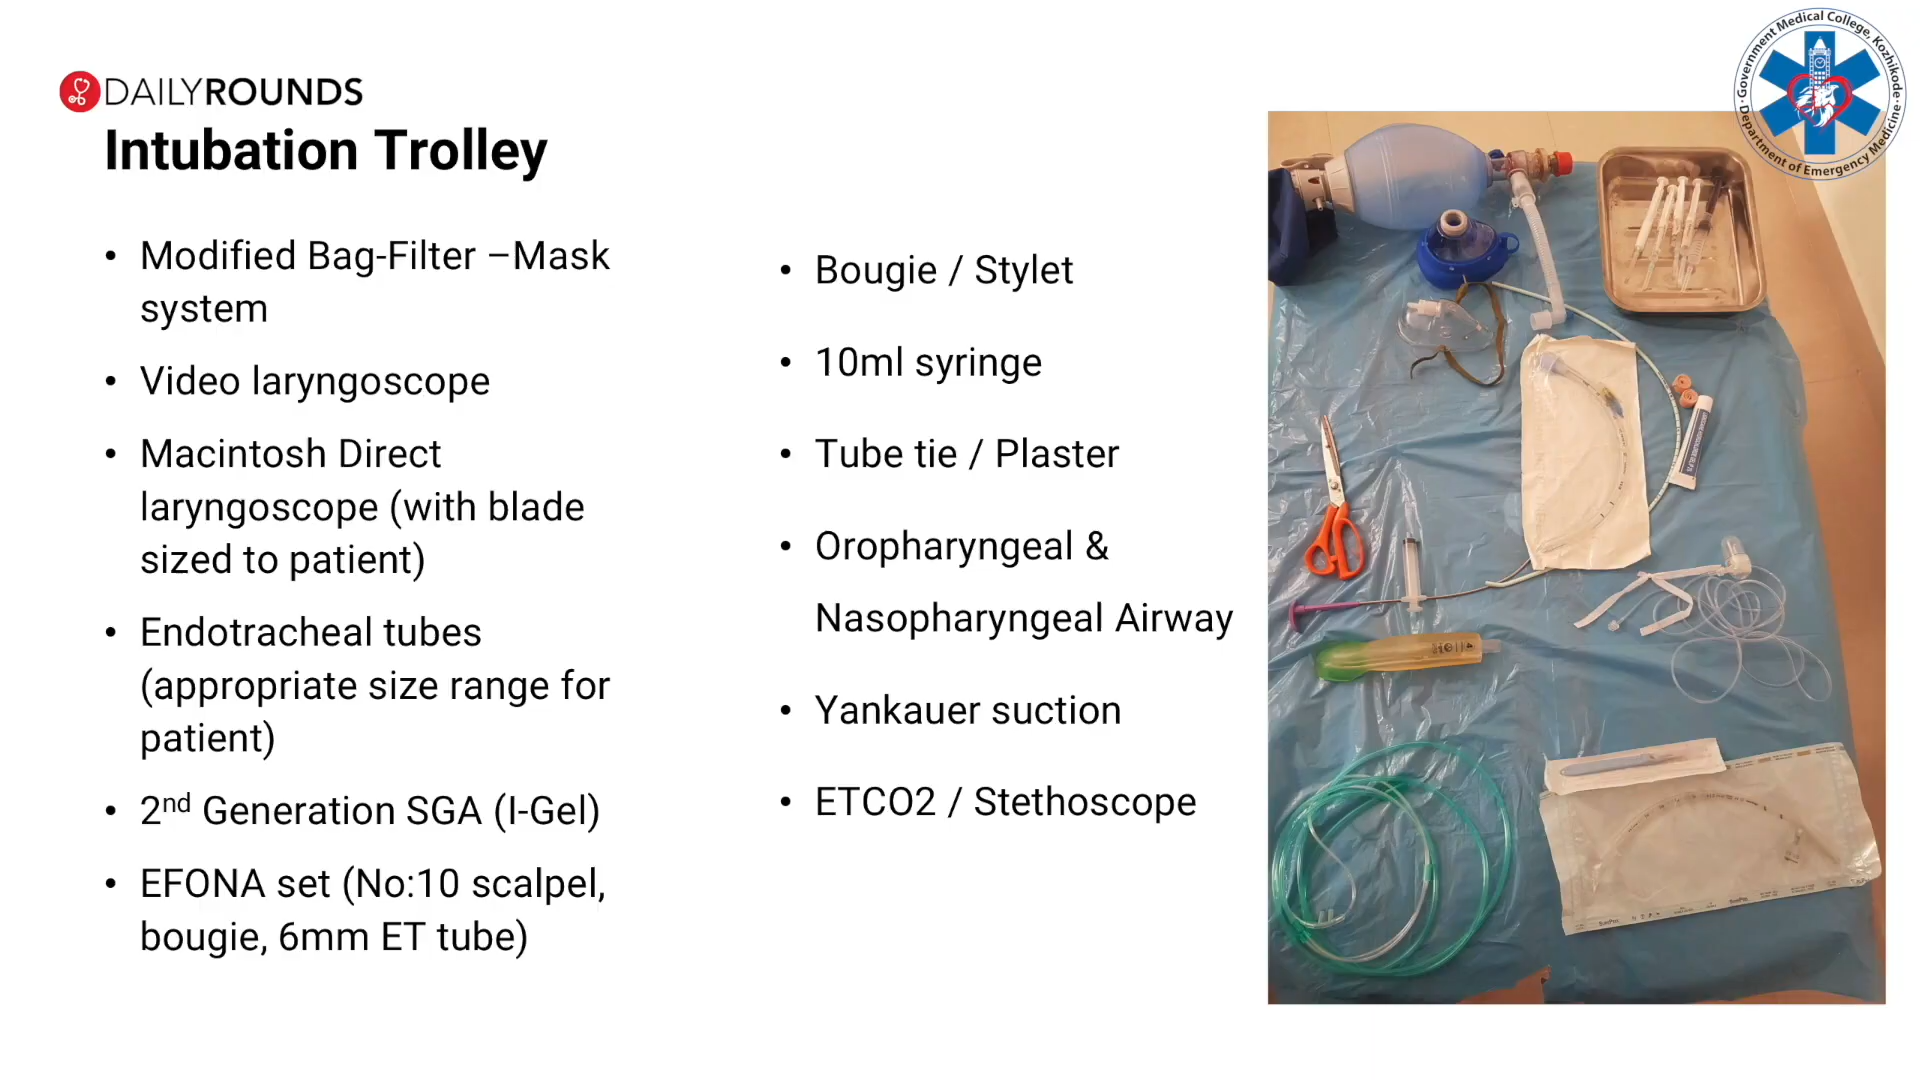 DAILYROUNDS
Government Medical College, Kozhikode
Department of Emergency Medicine
Intubation Trolley
• Modified Bag-Filter –Mask
system
• Video laryngoscope
• Macintosh Direct
laryngoscope (with blade
sized to patient)
• Endotracheal tubes
(appropriate size range for
patient)
• 2nd Generation SGA (I-Gel)
• EFONA set (No:10 scalpel,
bougie, 6mm ET tube)
• Bougie / Stylet
• 10ml syringe
• Tube tie / Plaster
• Oropharyngeal &
Nasopharyngeal Airway
• Yankauer suction
• ETCO2 / Stethoscope